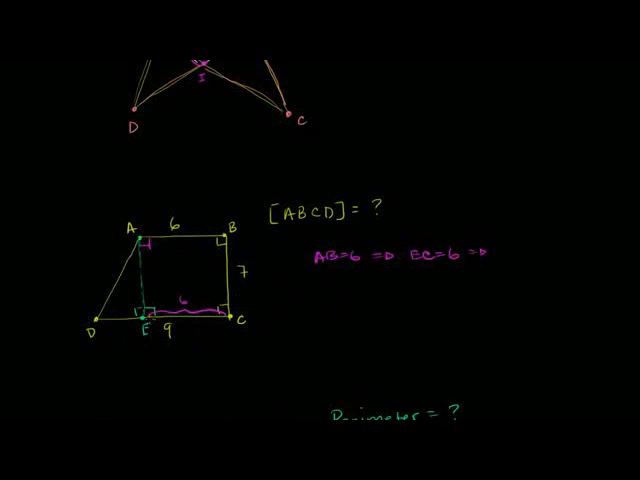 I
D
C
[ABCD] = ?
A 6 B
AB=6 => EC=6 =>
7
6
D E 9 C
Perimeter = ?